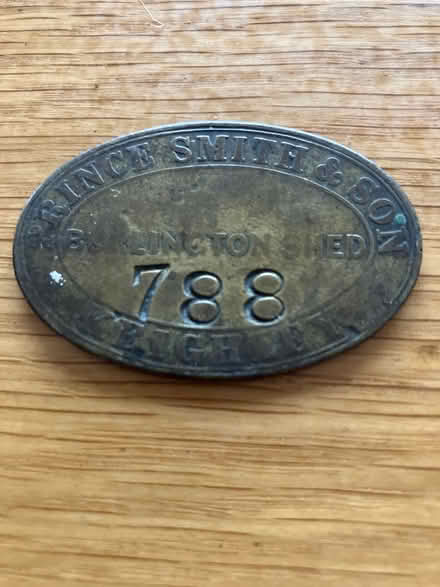 PRINCE SMITH & SON
BURLINGTON SHED
788
KEIGHLEY